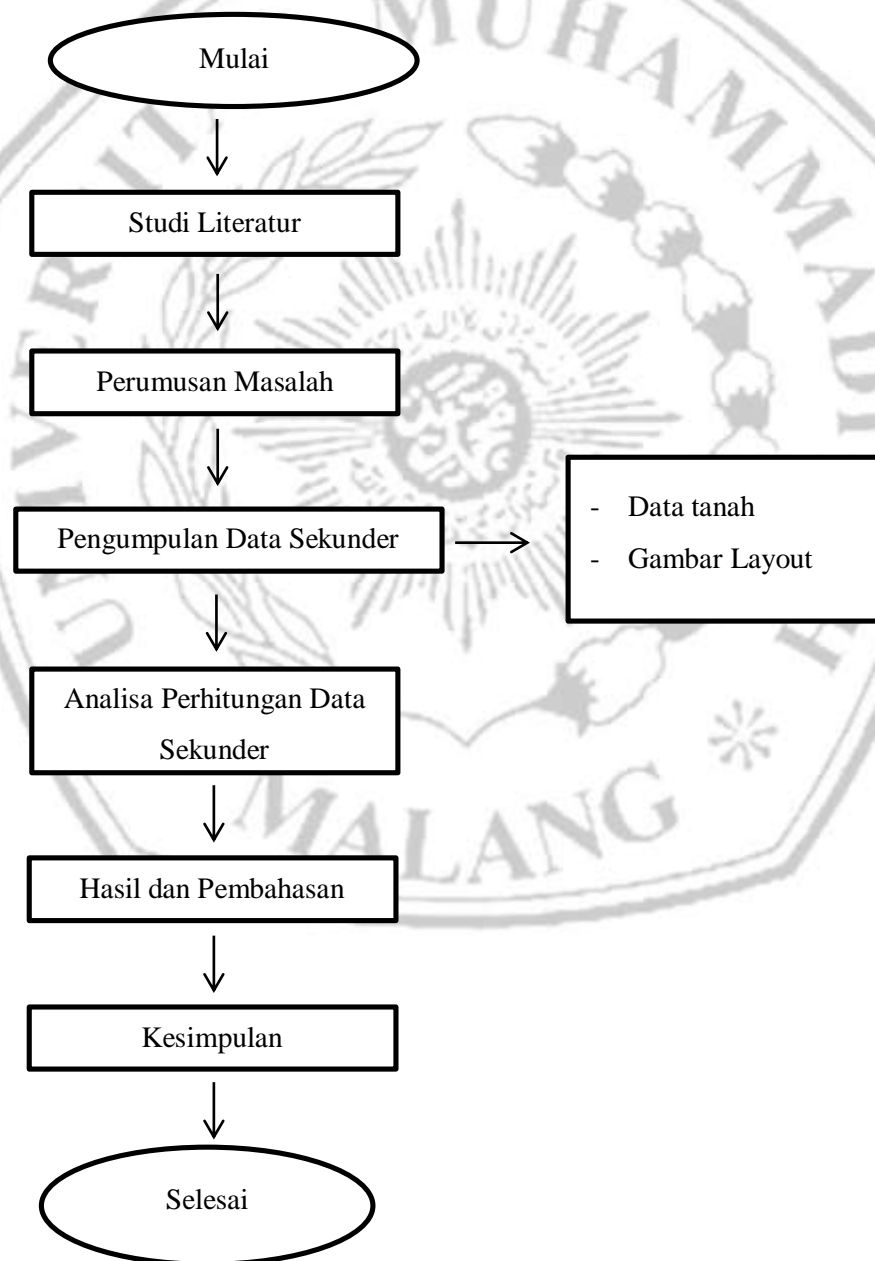 Mulai
Studi Literatur
Perumusan Masalah
Pengumpulan Data Sekunder
- Data tanah
- Gambar Layout
Analisa Perhitungan Data
Sekunder
Hasil dan Pembahasan
Kesimpulan
Selesai
MUHAMMADI
MALANG